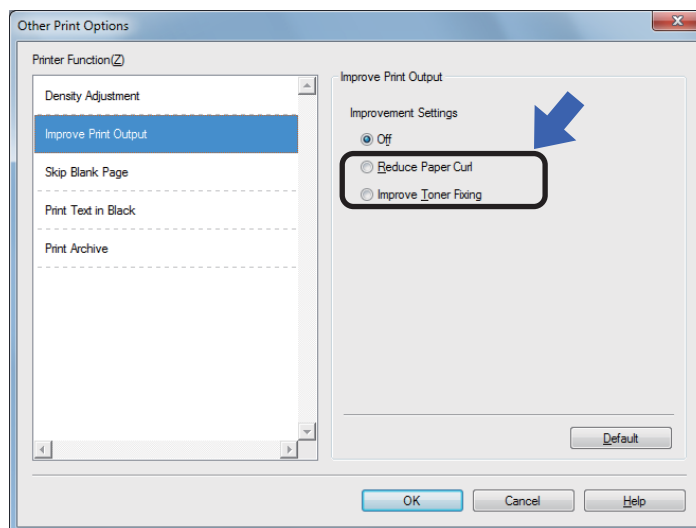 Other Print Options
X
Printer Function(Z)
Density Adjustment
Improve Print Output
Skip Blank Page
Print Text in Black
Print Archive
Improve Print Output
Improvement Settings
Off
Reduce Paper Curl
Improve Toner Fixing
Default
OK
Cancel
Help